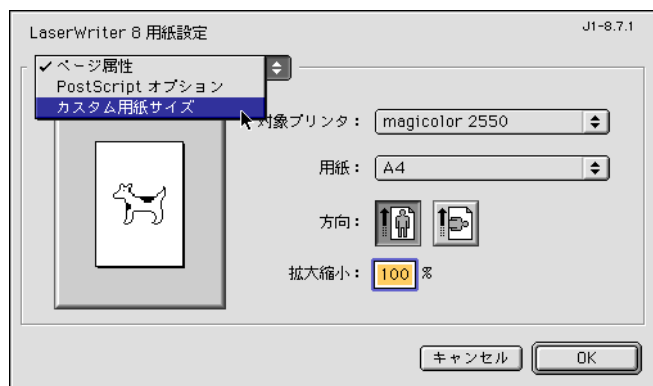 LaserWriter 8 用紙設定
J1-8.7.1
✓ページ属性
PostScript オプション
カスタム用紙サイズ
対象プリンタ： magicolor 2550
用紙： A4
方向：
拡大縮小： 100 %
キャンセル
OK